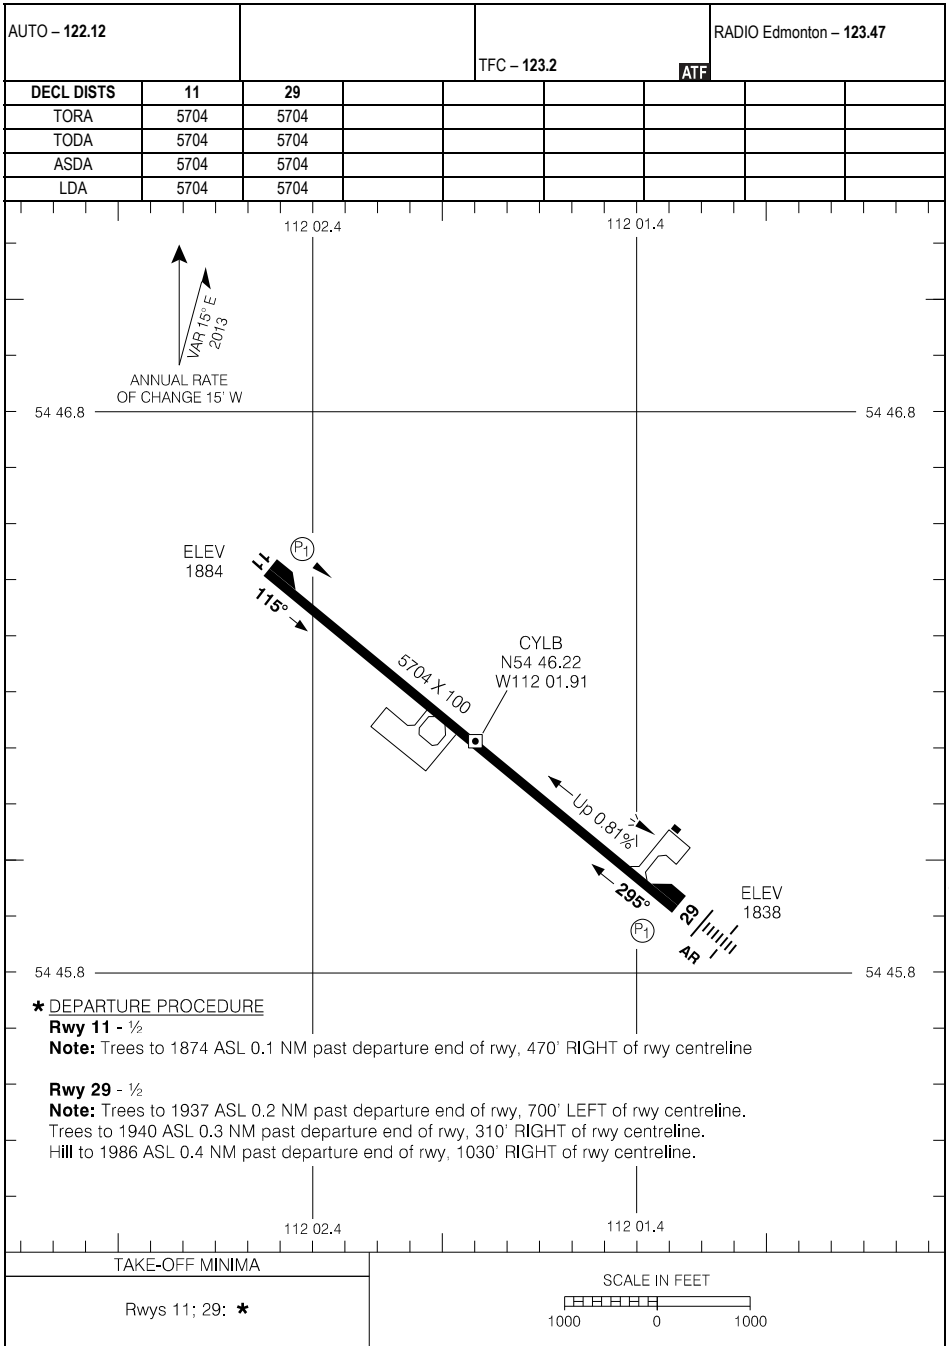 AUTO – 122.12
RADIO Edmonton – 123.47
TFC – 123.2
ATF
DECL DISTS 11 29
TORA 5704 5704
TODA 5704 5704
ASDA 5704 5704
LDA 5704 5704
112 02.4 112 01.4
VAR 15° E
2013
ANNUAL RATE
OF CHANGE 15' W
54 46.8 54 46.8
ELEV
1884
11
P1
115°
CYLB
N54 46.22
W112 01.91
5704 X 100
Up 0.81%
295°
P1
29
ELEV
1838
AR
54 45.8 54 45.8
* DEPARTURE PROCEDURE
Rwy 11 - ½
Note: Trees to 1874 ASL 0.1 NM past departure end of rwy, 470' RIGHT of rwy centreline
Rwy 29 - ½
Note: Trees to 1937 ASL 0.2 NM past departure end of rwy, 700' LEFT of rwy centreline.
Trees to 1940 ASL 0.3 NM past departure end of rwy, 310' RIGHT of rwy centreline.
Hill to 1986 ASL 0.4 NM past departure end of rwy, 1030' RIGHT of rwy centreline.
112 02.4 112 01.4
TAKE-OFF MINIMA
Rwys 11; 29: *
SCALE IN FEET
1000 0 1000